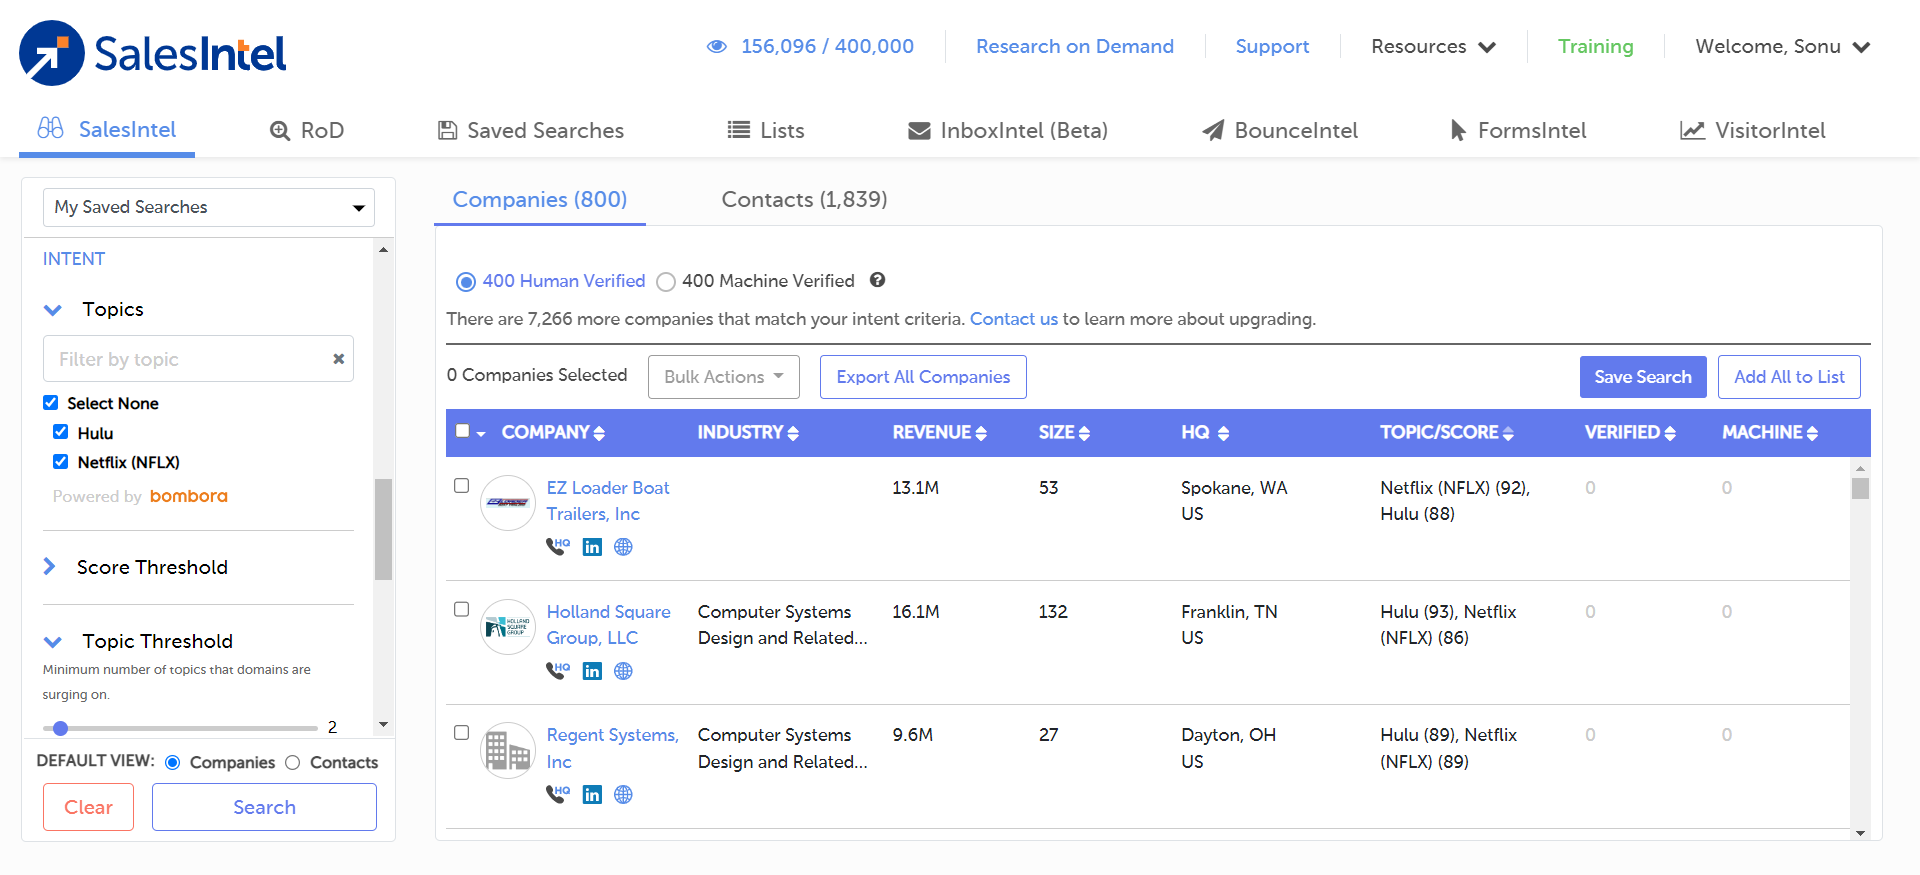 SalesIntel
156,096 / 400,000
Research on Demand
Support
Resources
Training
Welcome, Sonu
SalesIntel
RoD
Saved Searches
Lists
InboxIntel (Beta)
BounceIntel
FormsIntel
VisitorIntel
My Saved Searches
INTENT
Topics
Filter by topic
Select None
Hulu
Netflix (NFLX)
Powered by bombora
Score Threshold
Topic Threshold
Minimum number of topics that domains are
surging on.
2
DEFAULT VIEW: Companies Contacts
Clear
Search
Companies (800)
Contacts (1,839)
400 Human Verified 400 Machine Verified
There are 7,266 more companies that match your intent criteria. Contact us to learn more about upgrading.
0 Companies Selected
Bulk Actions
Export All Companies
Save Search
Add All to List
COMPANY INDUSTRY REVENUE SIZE HQ TOPIC/SCORE VERIFIED MACHINE
EZ Loader Boat 13.1M 53 Spokane, WA Netflix (NFLX) (92), 0 0
Trailers, Inc US Hulu (88)
HQ in
HOLLAND
SQUARE
GROUP
Holland Square Computer Systems 16.1M 132 Franklin, TN Hulu (93), Netflix 0 0
Group, LLC Design and Related... US (NFLX) (86)
HQ in
Regent Systems, Computer Systems 9.6M 27 Dayton, OH Hulu (89), Netflix 0 0
Inc Design and Related... US (NFLX) (89)
HQ in